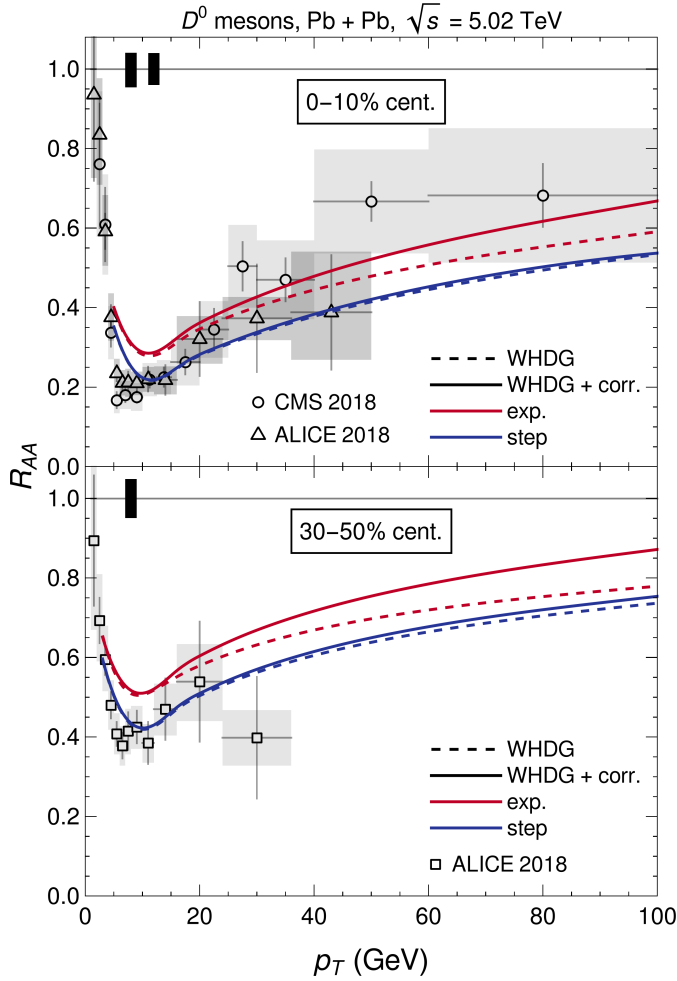 D⁰ mesons, Pb + Pb, √s = 5.02 TeV
1.0
0–10% cent.
0.8
0.6
0.4
WHDG
WHDG + corr.
0.2
CMS 2018
exp.
ALICE 2018
step
R_AA
0.0
1.0
30–50% cent.
0.8
0.6
0.4
WHDG
WHDG + corr.
0.2
exp.
step
ALICE 2018
0.0
0 20 40 60 80 100
p_T (GeV)